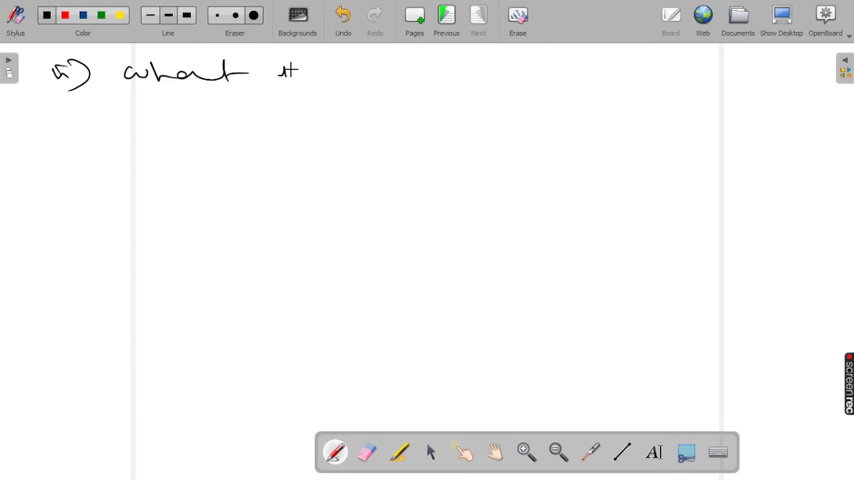 Stylus
Color
Line
Eraser
Backgrounds
Undo
Redo
Pages
Previous
Next
Erase
Board
Web
Documents
Show Desktop
OpenBoard
what
screenrec